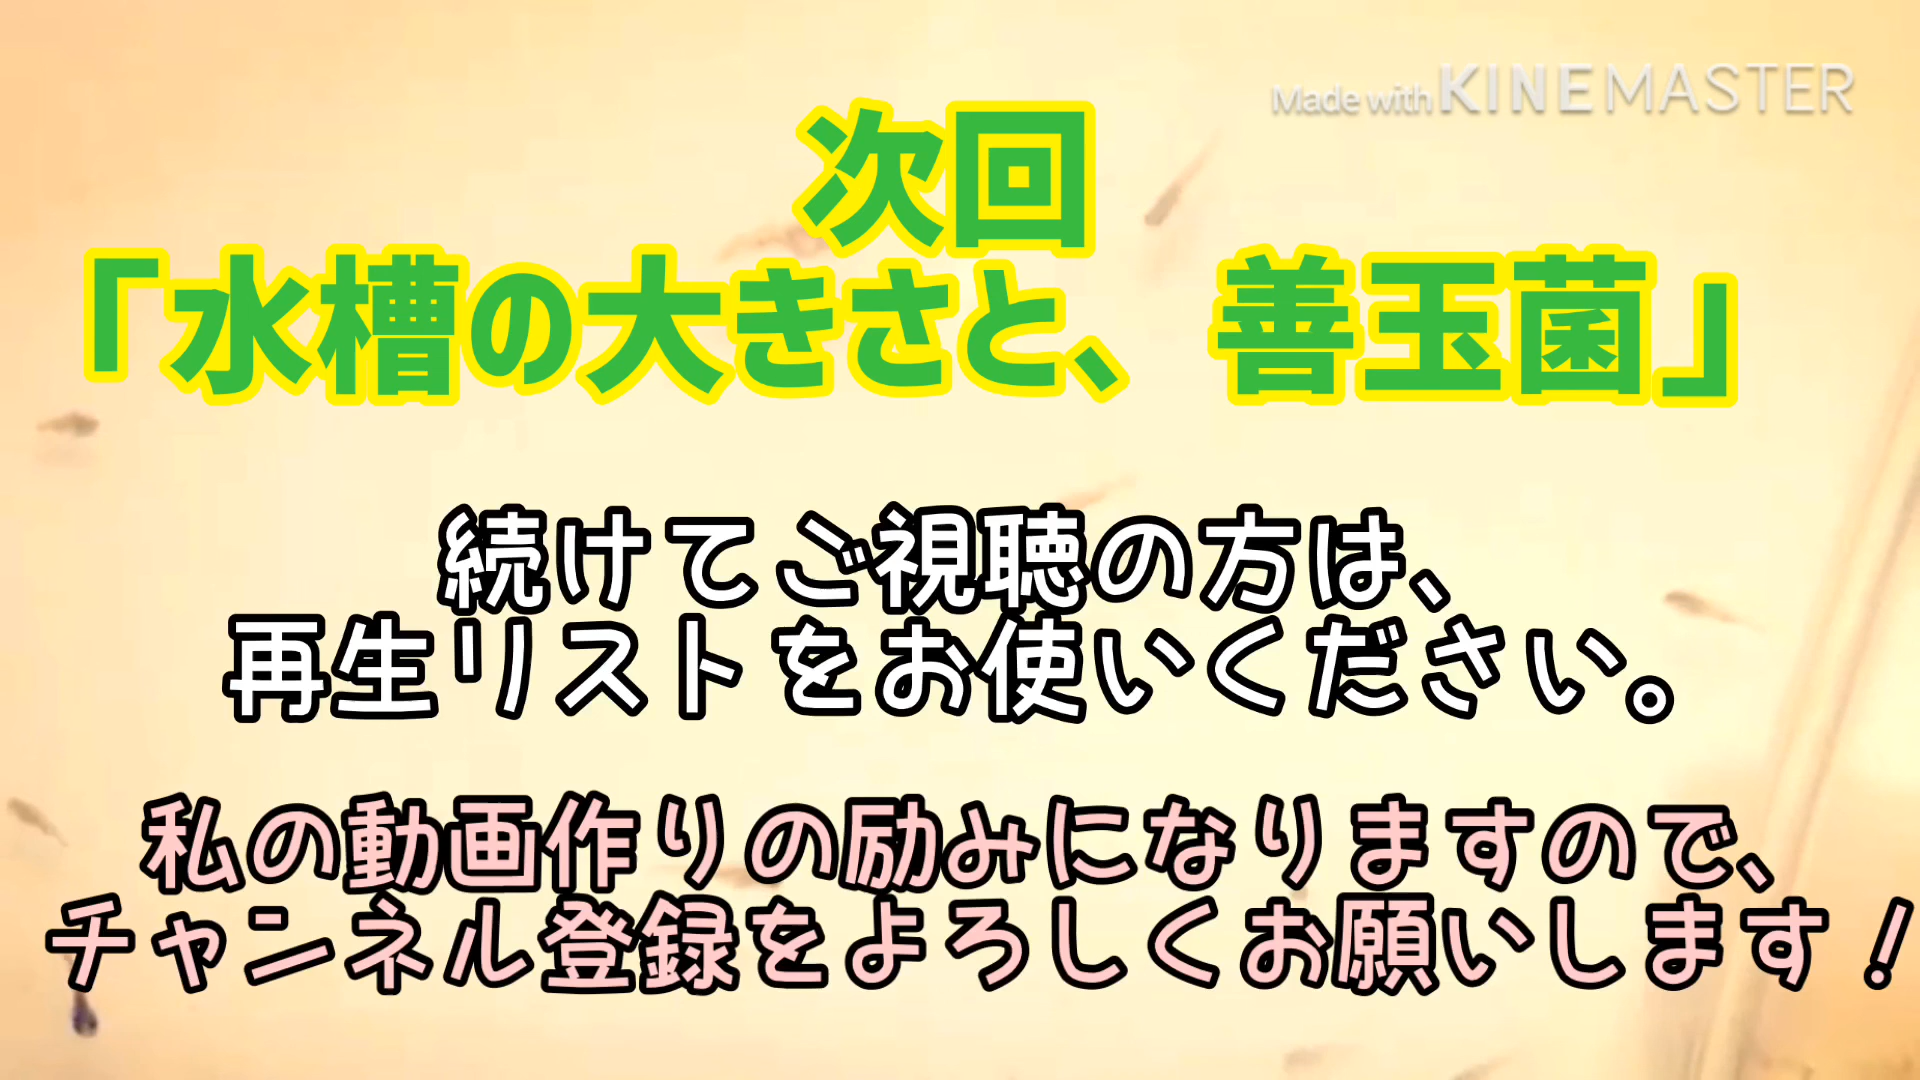 Made with KINEMASTER
次回
「水槽の大きさと、善玉菌」
続けてご視聴の方は、
再生リストをお使いください。
私の動画作りの励みになりますので、
チャンネル登録をよろしくお願いします！